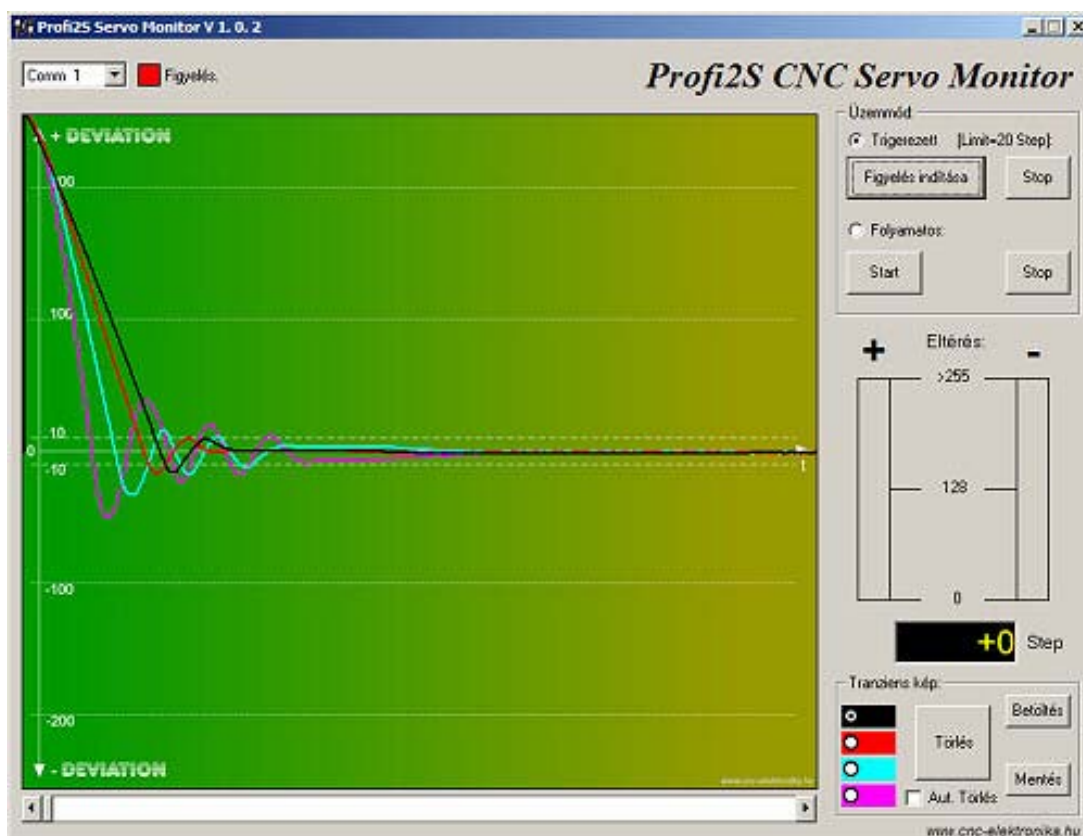 Profi2S Servo Monitor V 1. 0. 2
Comm 1
Figyelés.
Profi2S CNC Servo Monitor
+ DEVIATION
100
10
0
-10
t
-100
-200
- DEVIATION
Üzemmód:
Trigerezett [Limit=20 Step]:
Figyelés indítása
Stop
Folyamatos:
Start
Stop
+ Eltérés: -
>255
128
0
+0 Step
Tranziens kép:
Betöltés
Törlés
Mentés
Aut. Törlés
www.cnc-elektronika.hu